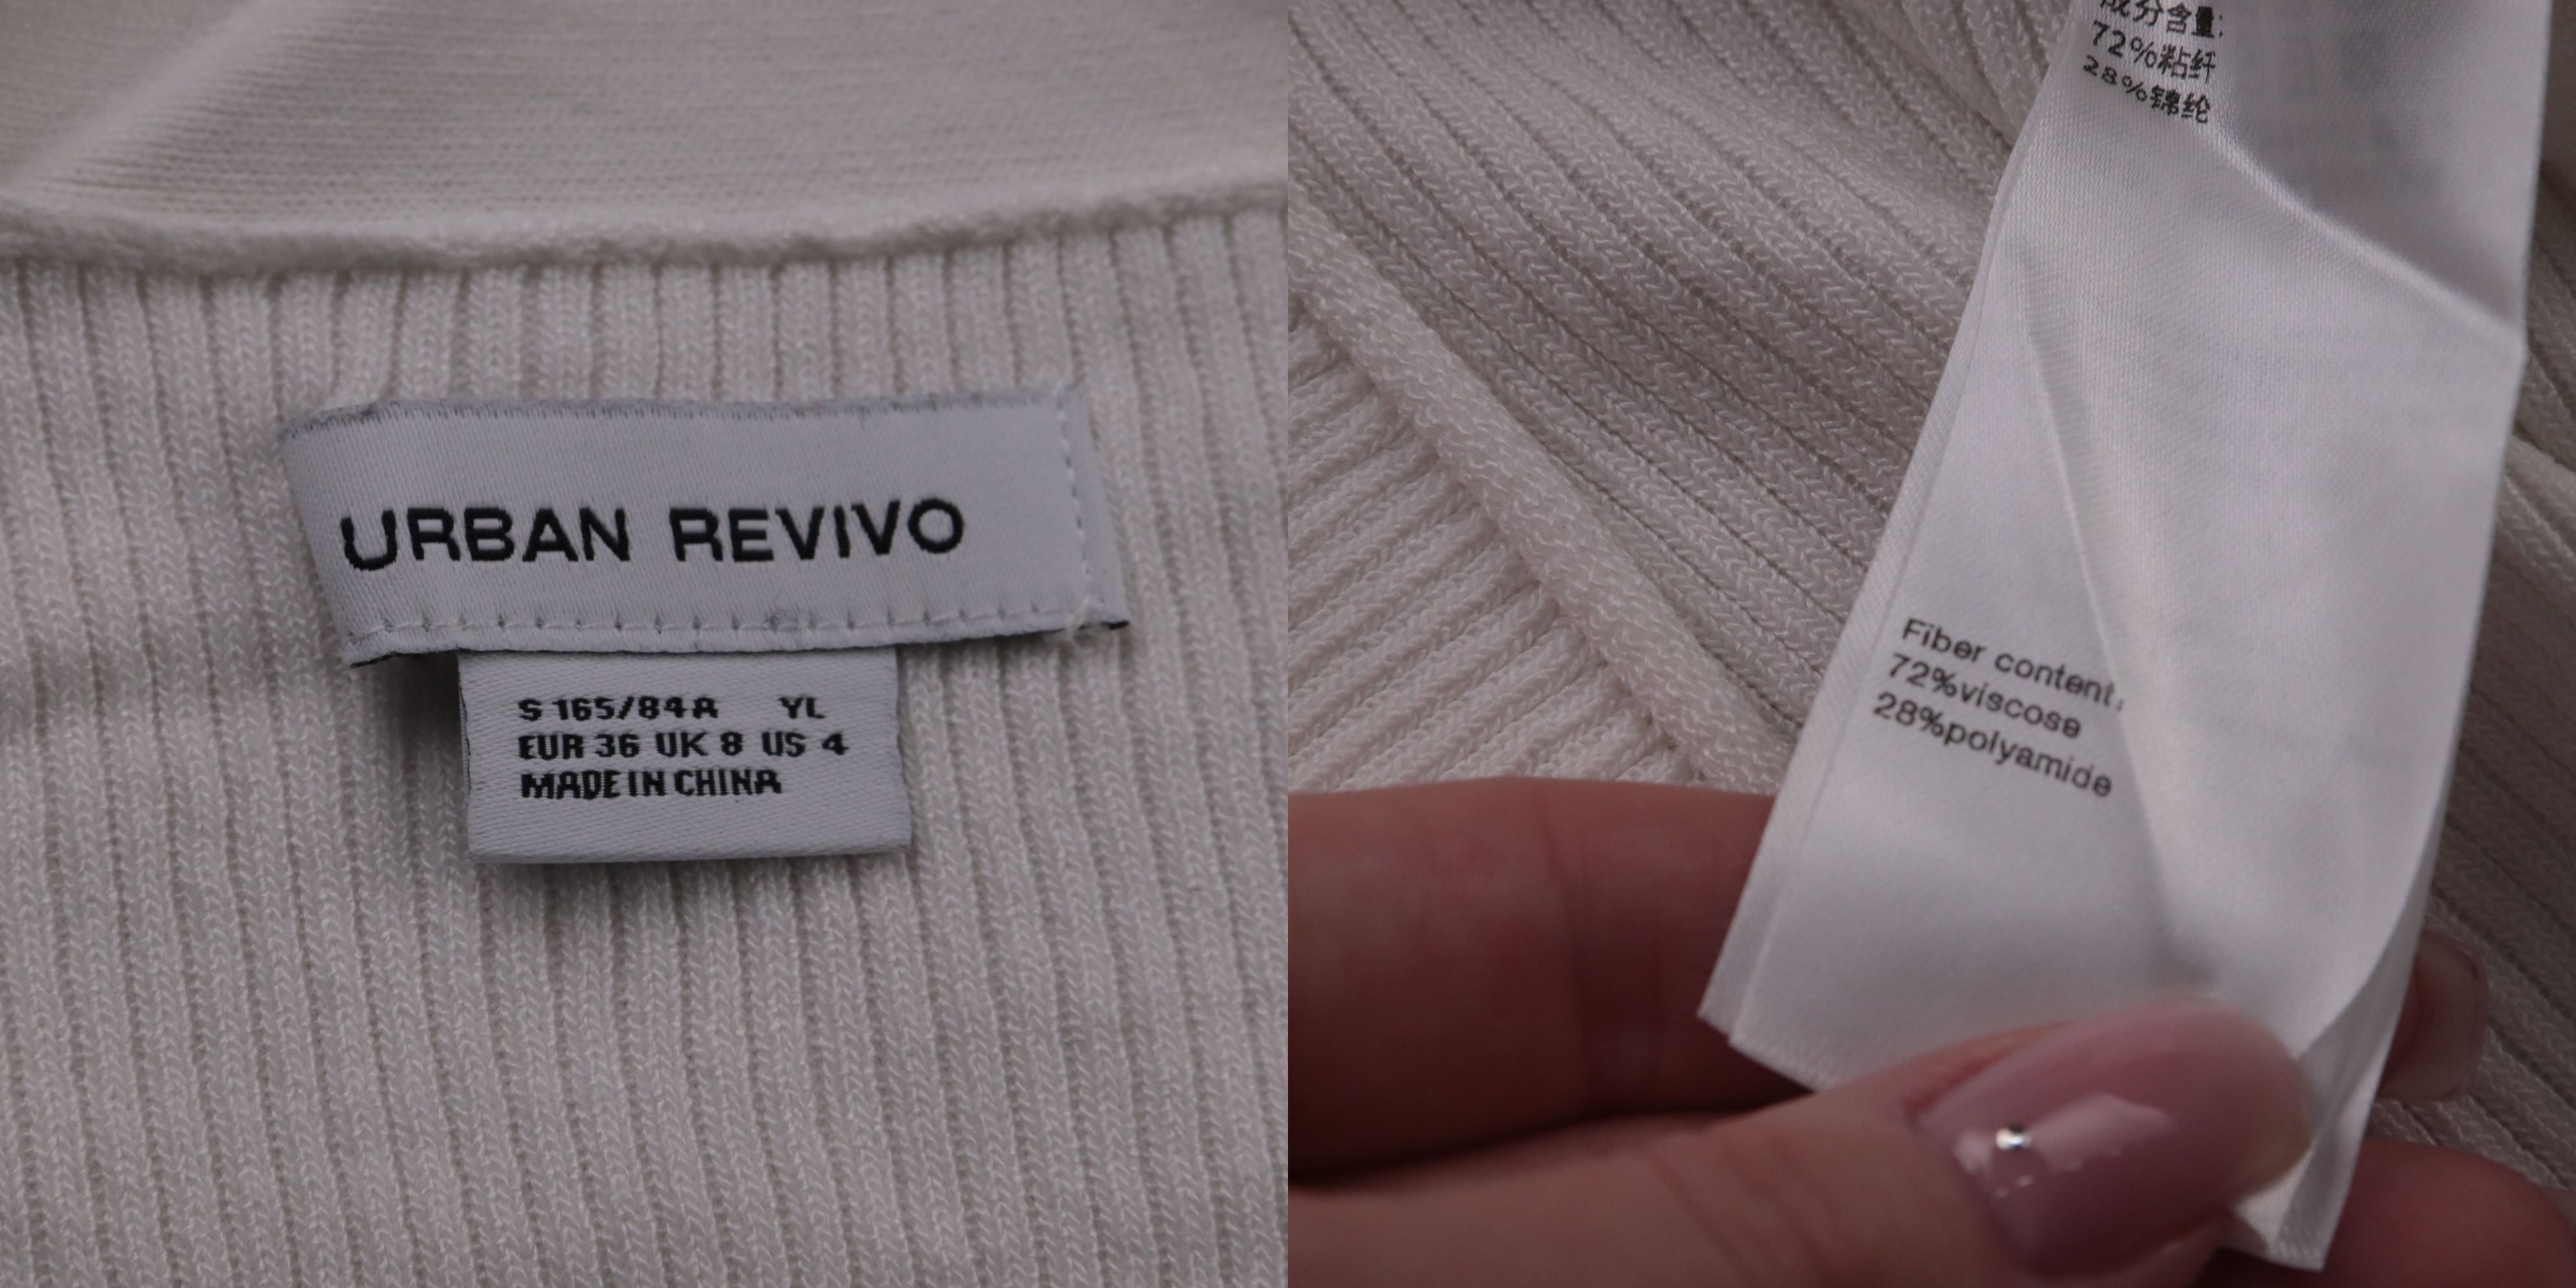 URBAN REVIVO
S 165/84A YL
EUR 36 UK 8 US 4
MADE IN CHINA
成分含量:
72%粘纤
28%锦纶
Fiber content:
72%viscose
28%polyamide